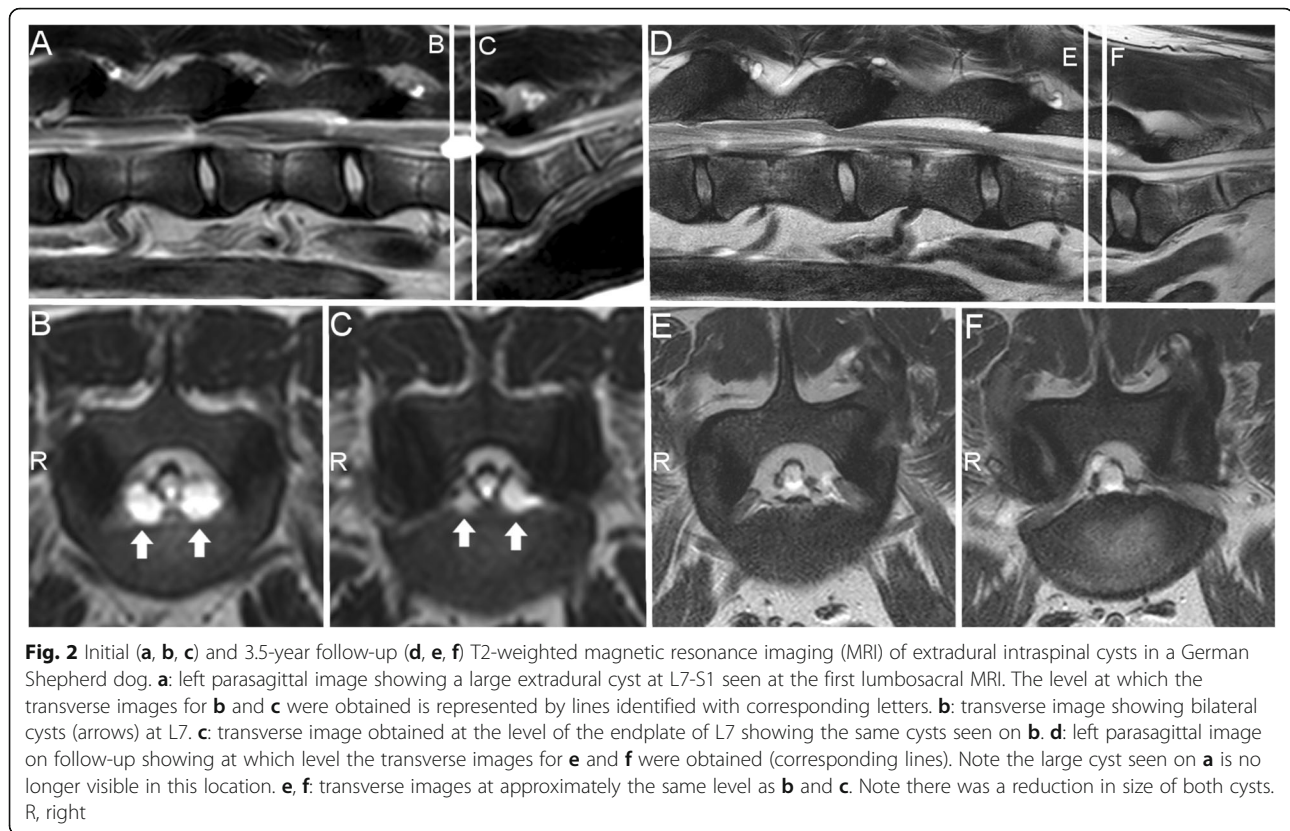 A
B
C
D
E
F
B
C
E
F
R
R
R
R
Fig. 2 Initial (a, b, c) and 3.5-year follow-up (d, e, f) T2-weighted magnetic resonance imaging (MRI) of extradural intraspinal cysts in a German
Shepherd dog. a: left parasagittal image showing a large extradural cyst at L7-S1 seen at the first lumbosacral MRI. The level at which the
transverse images for b and c were obtained is represented by lines identified with corresponding letters. b: transverse image showing bilateral
cysts (arrows) at L7. c: transverse image obtained at the level of the endplate of L7 showing the same cysts seen on b. d: left parasagittal image
on follow-up showing at which level the transverse images for e and f were obtained (corresponding lines). Note the large cyst seen on a is no
longer visible in this location. e, f: transverse images at approximately the same level as b and c. Note there was a reduction in size of both cysts.
R, right